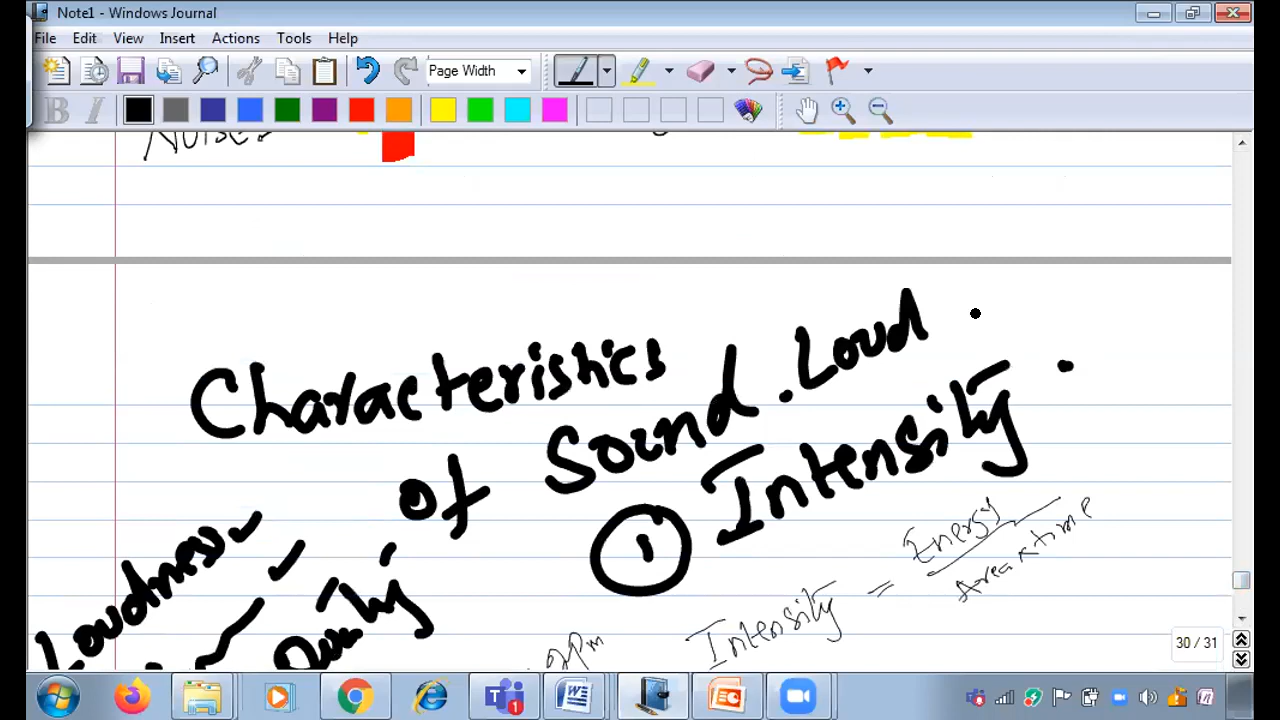 Note1 - Windows Journal
File Edit View Insert Actions Tools Help
Page Width
B I
Noise
Characteristics
of Sound. Loud
① Intensity.
Loudness
Quality
Intensity = Energy
Area x time
30 / 31